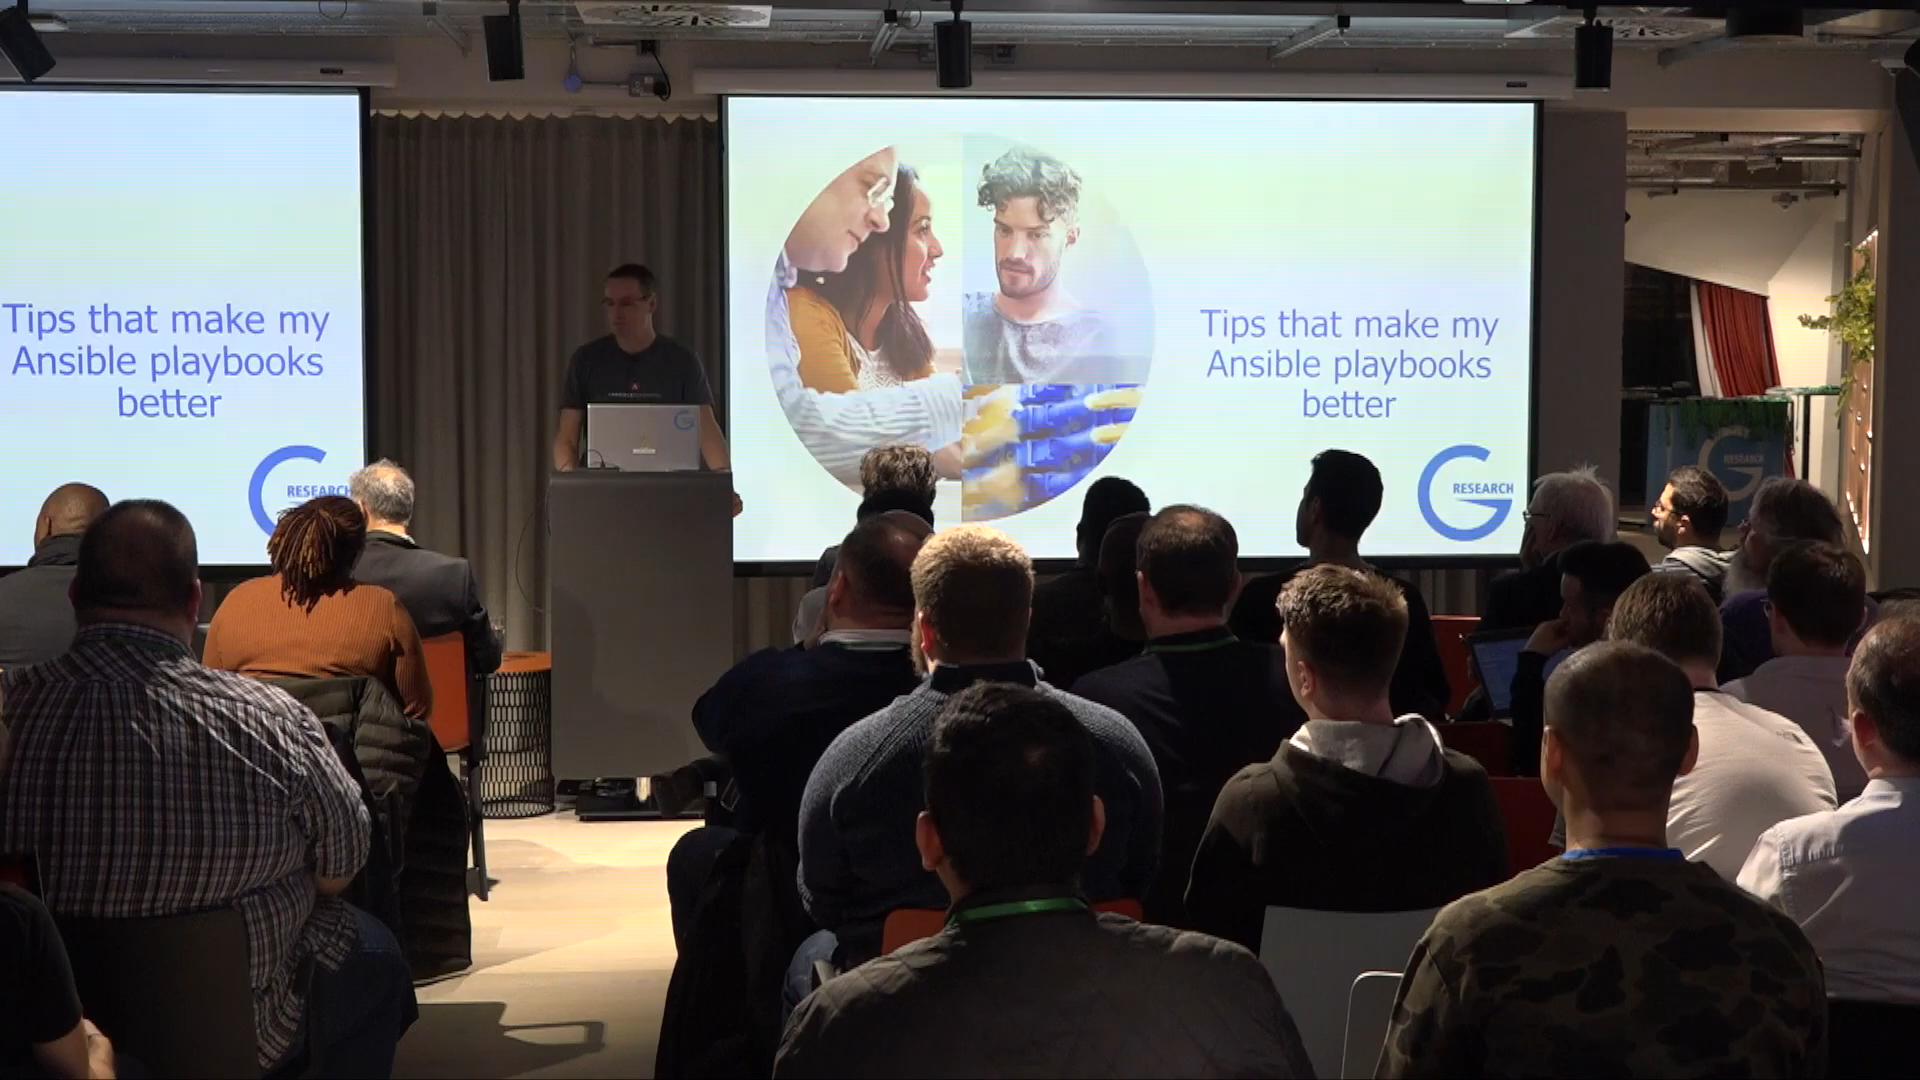 Tips that make my
Ansible playbooks
better
RESEARCH
Tips that make my
Ansible playbooks
better
RESEARCH
RESEARCH